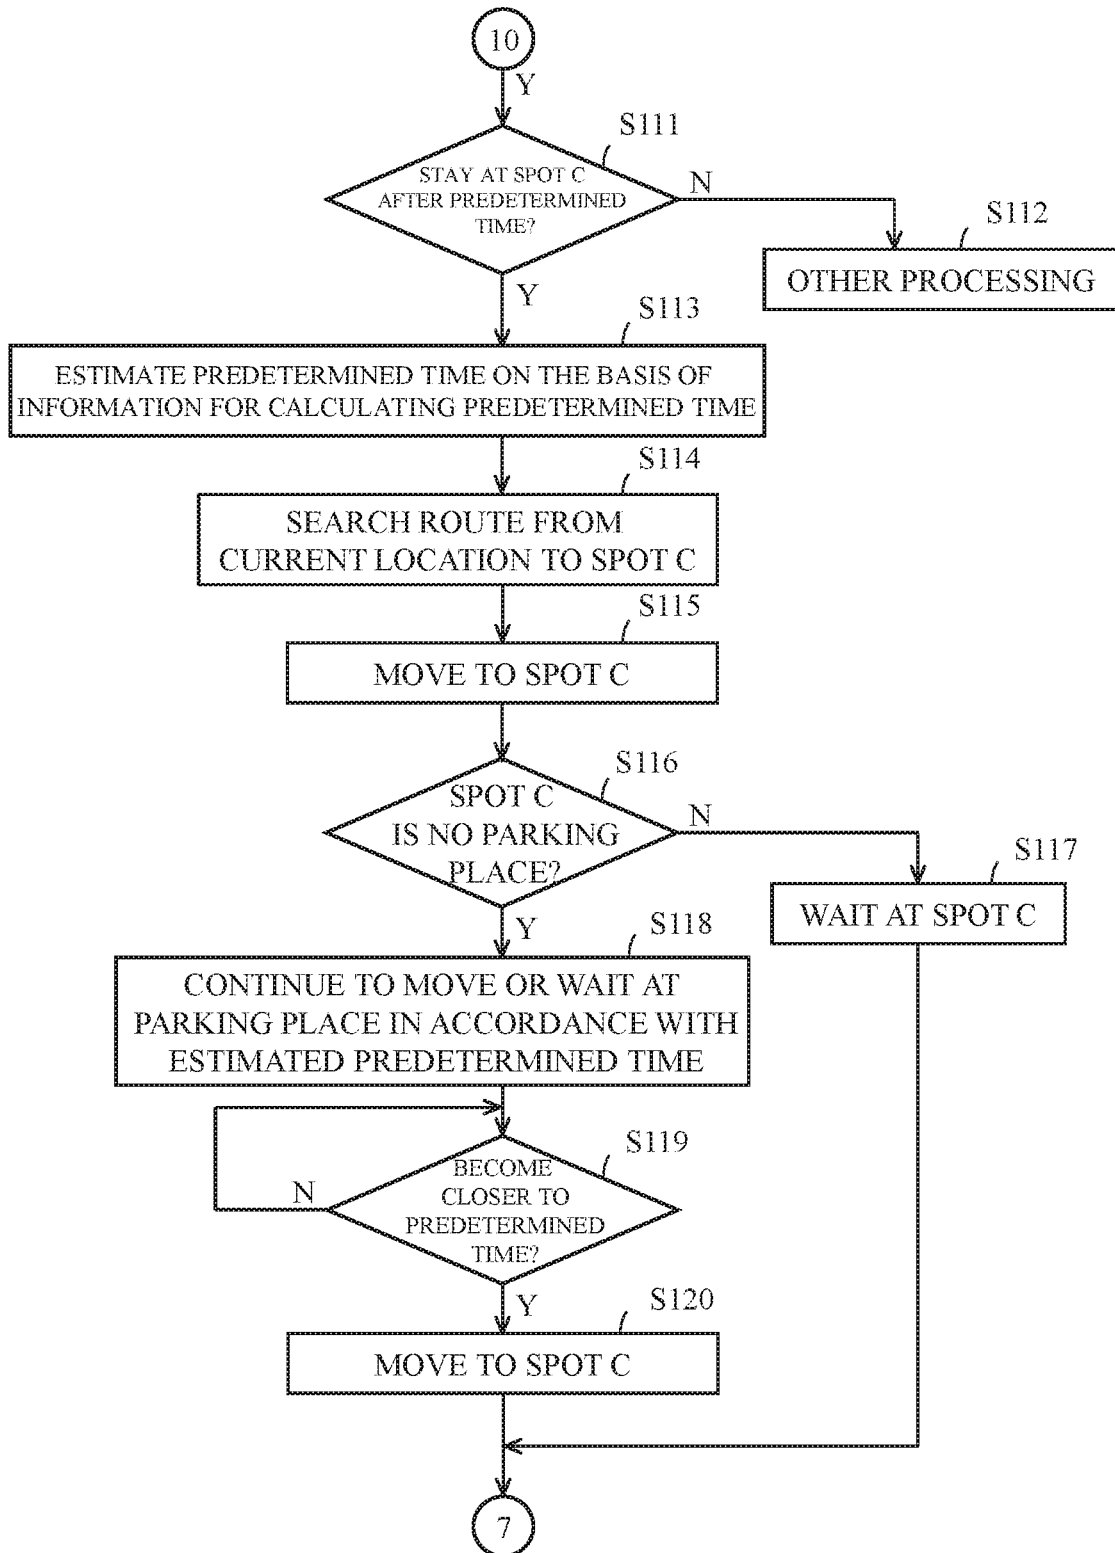 10
Y
S111
STAY AT SPOT C
AFTER PREDETERMINED
TIME?
N
S112
OTHER PROCESSING
Y
S113
ESTIMATE PREDETERMINED TIME ON THE BASIS OF
INFORMATION FOR CALCULATING PREDETERMINED TIME
S114
SEARCH ROUTE FROM
CURRENT LOCATION TO SPOT C
S115
MOVE TO SPOT C
S116
SPOT C
IS NO PARKING
PLACE?
N
S117
WAIT AT SPOT C
Y
S118
CONTINUE TO MOVE OR WAIT AT
PARKING PLACE IN ACCORDANCE WITH
ESTIMATED PREDETERMINED TIME
S119
BECOME
CLOSER TO
PREDETERMINED
TIME?
N
Y
S120
MOVE TO SPOT C
7